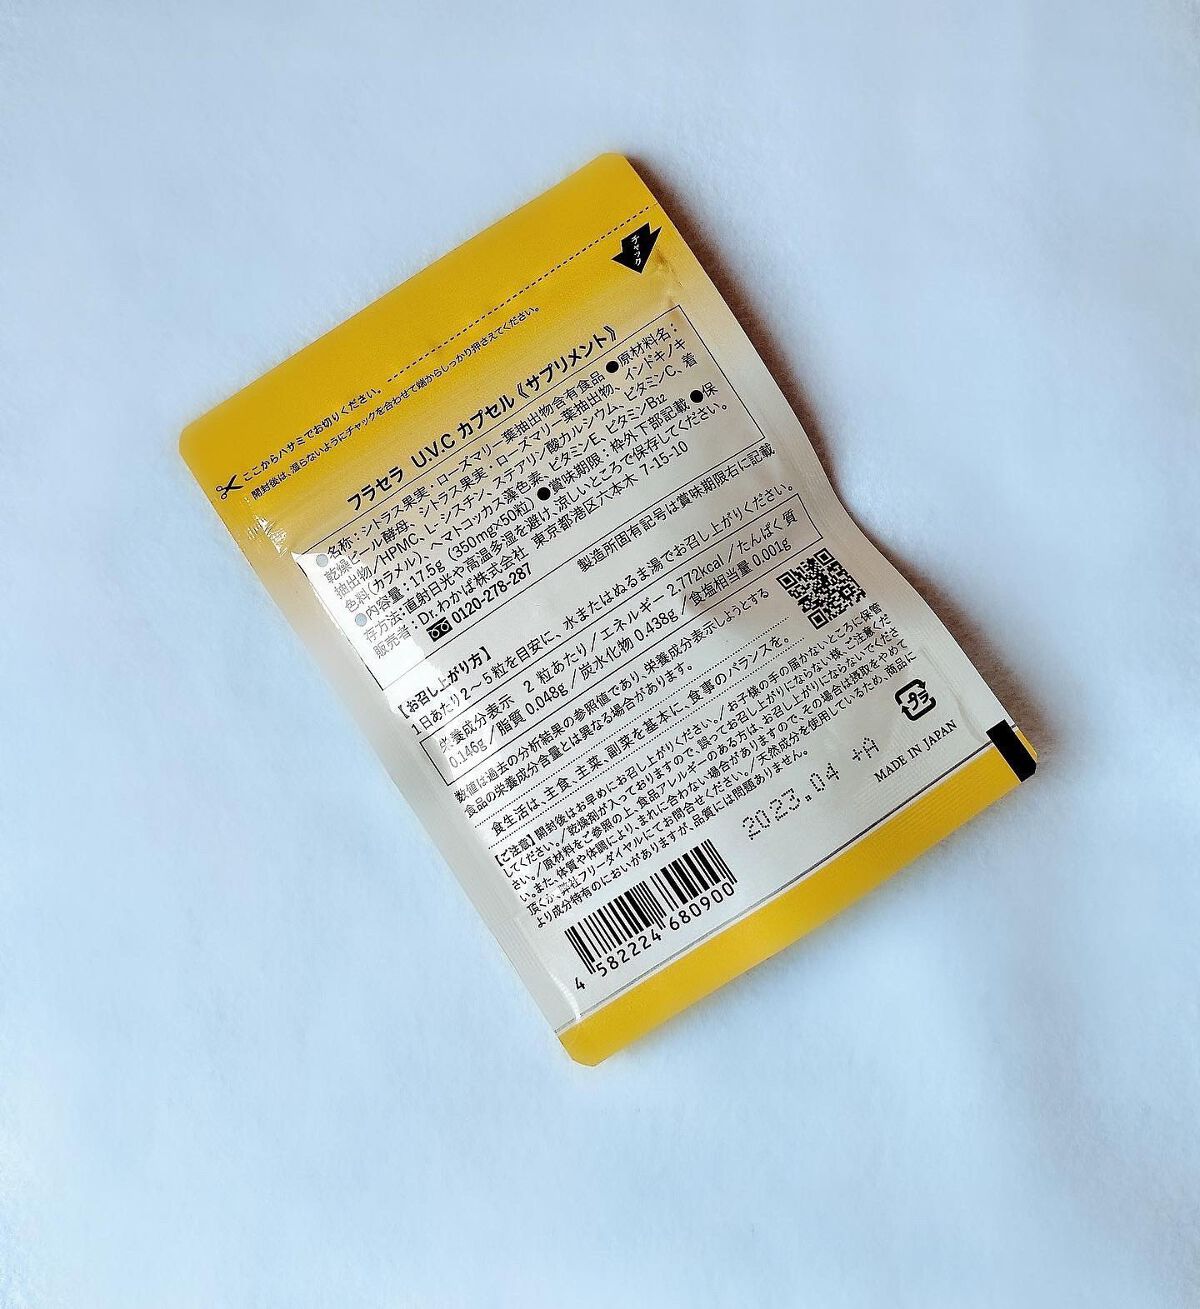 チャック
ここからハサミでお切りください。
開封後は、湿らないようにチャックを合わせて端からしっかり押さえてください。
フラセラ U.V.C カプセル《サプリメント》
●名称：シトラス果実・ローズマリー葉抽出物含有食品 ●原材料名：
乾燥ビール酵母、シトラス果実・ローズマリー葉抽出物、インドキノキ
抽出物/HPMC、L-シスチン、ステアリン酸カルシウム、ビタミンC、着
色料(カラメル)、ヘマトコッカス藻色素、ビタミンE、ビタミンB12
●内容量：17.5g（350mg×50粒） ●賞味期限：枠外下部記載 ●保
存方法:直射日光や高温多湿を避け、涼しいところで保存してください。
販売者：Dr.わかば株式会社 東京都港区六本木 7-15-10
0120-278-287
製造所固有記号は賞味期限右に記載
【お召し上がり方】
1日あたり2～5粒を目安に、水またはぬるま湯でお召し上がりください。
栄養成分表示 2粒あたり/エネルギー 2.772kcal/たんぱく質
0.146g/脂質 0.048g/炭水化物 0.438g/食塩相当量 0.001g
数値は過去の分析結果の参照値であり、栄養成分表示しようとする
食品の栄養成分含量とは異なる場合があります。
食生活は、主食、主菜、副菜を基本に、食事のバランスを。
【ご注意】開封後はお早めにお召し上がりください。/お子様の手の届かないところに保管
してください。/乾燥剤が入っておりますので、誤ってお召し上がりにならない様、ご注意くだ
さい。/原材料をご参照の上、食品アレルギーのある方は、お召し上がりにならないでくださ
い。また、体質や体調により、まれに合わない場合がありますので、その場合は摂取をやめて
頂くか、弊社フリーダイヤルにてお問合せください。/天然成分を使用しているため、商品に
より成分特有のにおいがありますが、品質には問題ありません。
プラ
2023.04 +A
MADE IN JAPAN
4 582224 680900